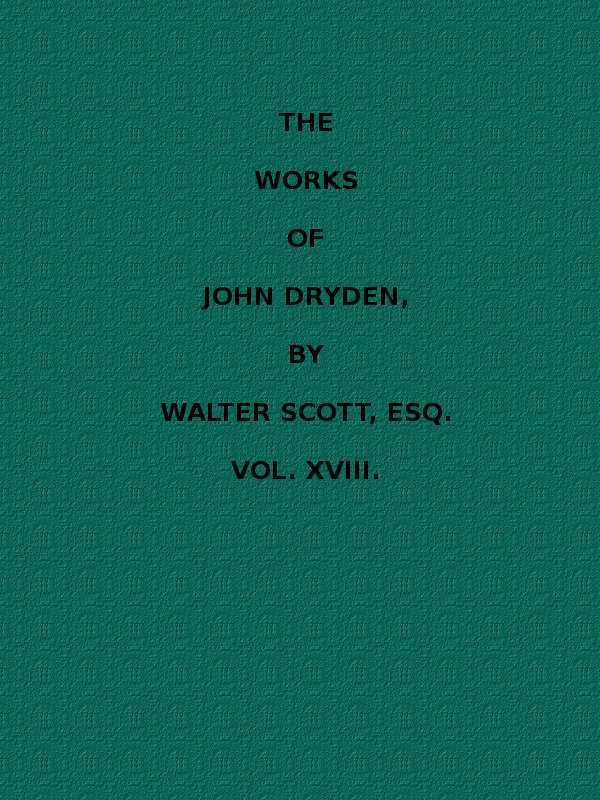 THE
WORKS
OF
JOHN DRYDEN,
BY
WALTER SCOTT, ESQ.
VOL. XVIII.